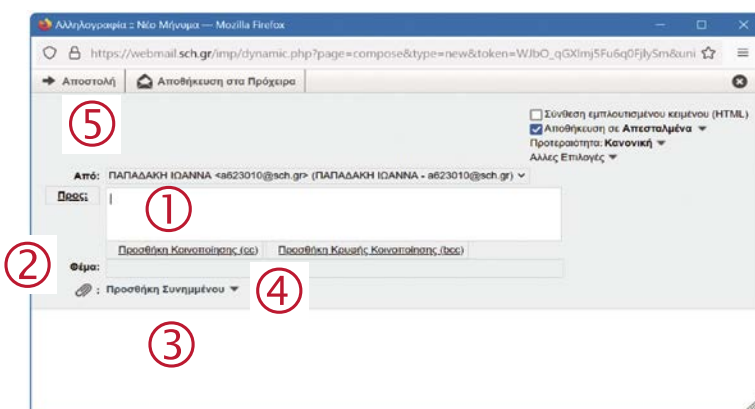 Αλληλογραφία :: Νέο Μήνυμα — Mozilla Firefox
https://webmail.sch.gr/imp/dynamic.php?page=compose&type=new&token=WJbO_qGXlmj5Fu6q0FjlySm&uni
Αποστολή Αποθήκευση στα Πρόχειρα
5
Σύνθεση εμπλουτισμένου κειμένου (HTML)
Αποθήκευση σε Απεσταλμένα
Προτεραιότητα: Κανονική
Άλλες Επιλογές
Από: ΠΑΠΑΔΑΚΗ ΙΩΑΝΝΑ <a623010@sch.gr> (ΠΑΠΑΔΑΚΗ ΙΩΑΝΝΑ - a623010@sch.gr)
Προς:
1
Προσθήκη Κοινοποίησης (cc) Προσθήκη Κρυφής Κοινοποίησης (bcc)
2
Θέμα:
4
: Προσθήκη Συνημμένου
3